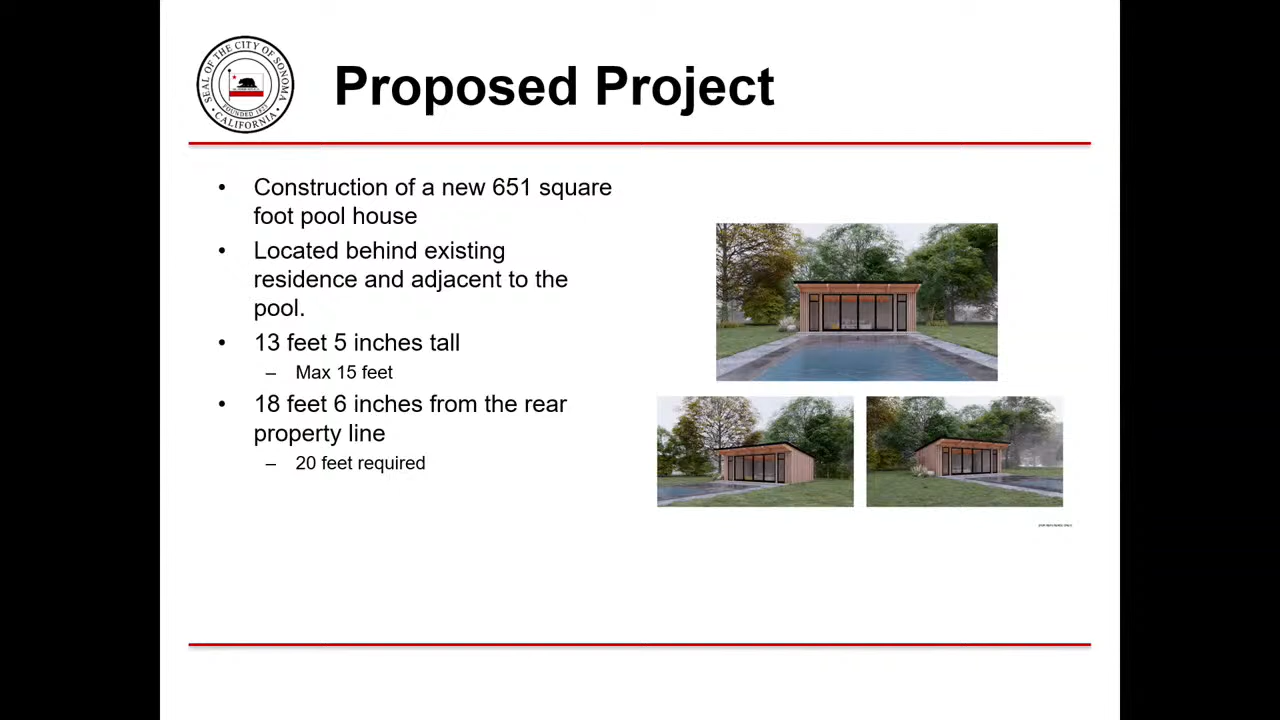 SEAL OF THE CITY OF SONOMA
FOUNDED 1823
• CALIFORNIA •
Proposed Project
• Construction of a new 651 square
foot pool house
• Located behind existing
residence and adjacent to the
pool.
• 13 feet 5 inches tall
– Max 15 feet
• 18 feet 6 inches from the rear
property line
– 20 feet required